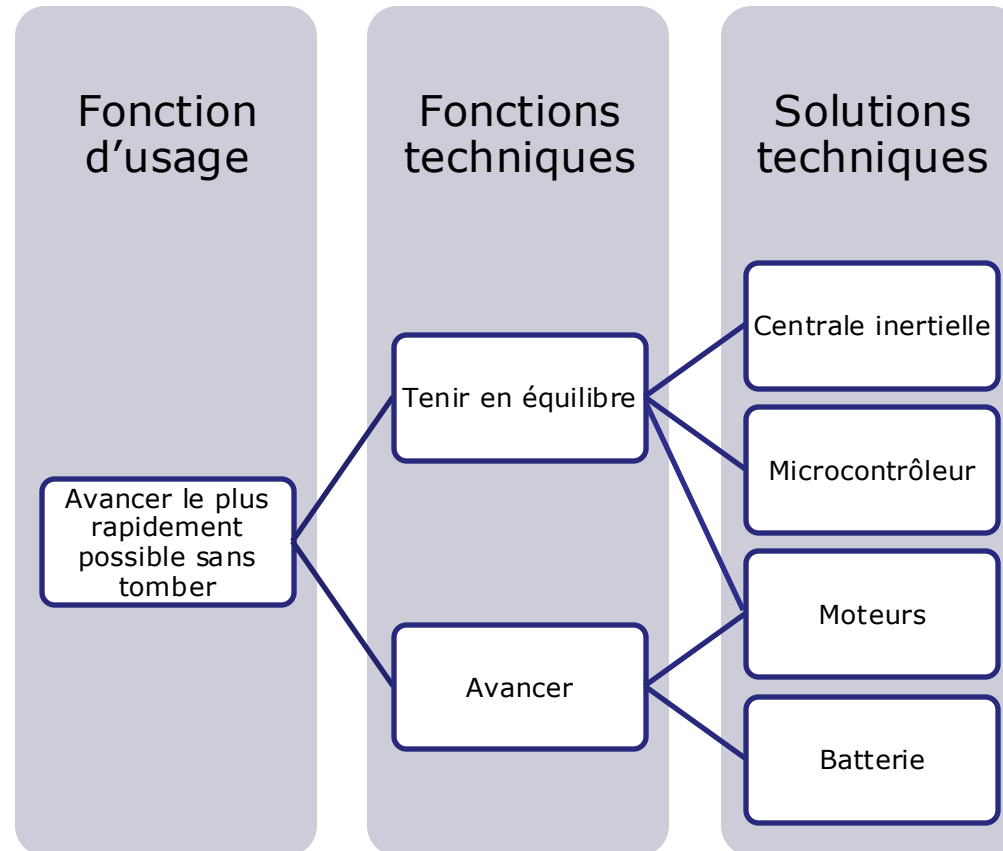 Fonction
d’usage
Fonctions
techniques
Solutions
techniques
Avancer le plus
rapidement
possible sans
tomber
Tenir en équilibre
Avancer
Centrale inertielle
Microcontrôleur
Moteurs
Batterie